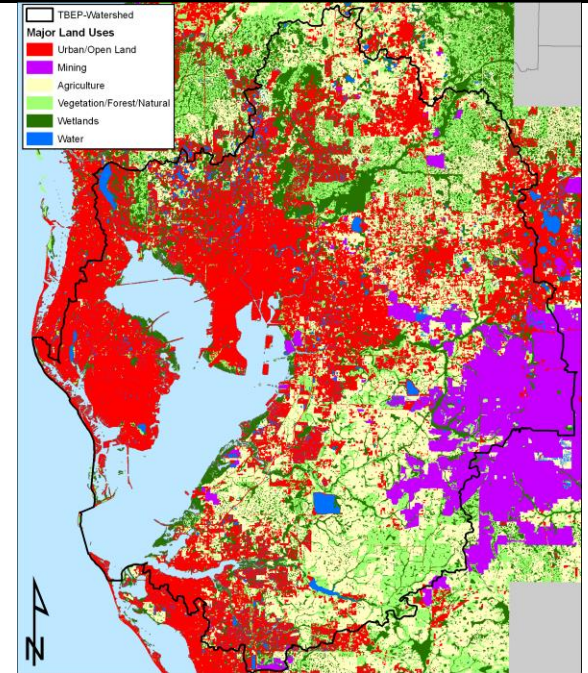 TBEP-Watershed
Major Land Uses
Urban/Open Land
Mining
Agriculture
Vegetation/Forest/Natural
Wetlands
Water
N